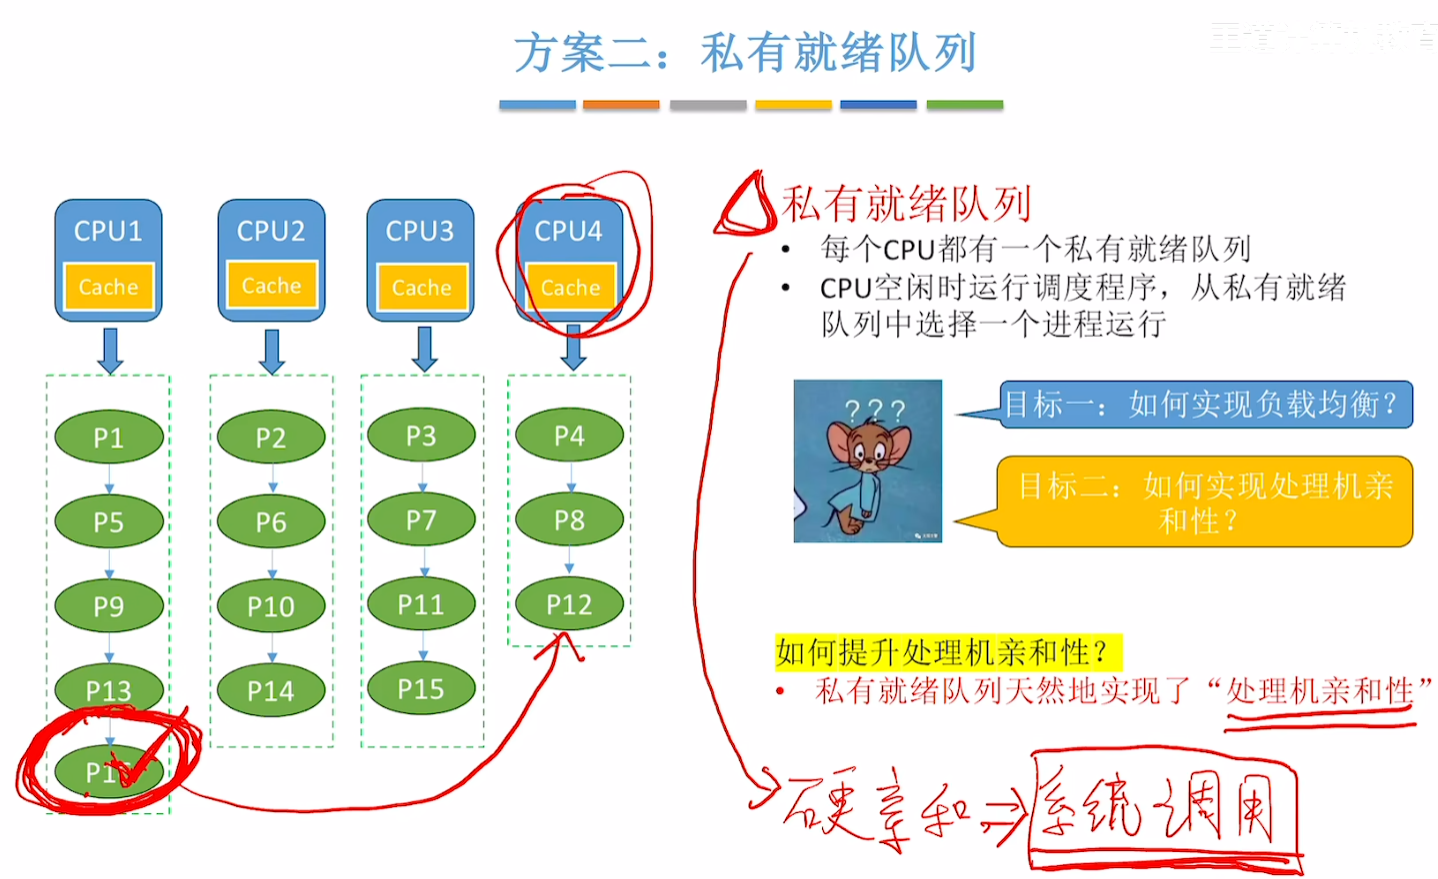 方案二：私有就绪队列
CPU1
Cache
CPU2
Cache
CPU3
Cache
CPU4
Cache
P1
P5
P9
P13
P2
P6
P10
P14
P3
P7
P11
P15
P4
P8
P12
私有就绪队列
• 每个CPU都有一个私有就绪队列
• CPU空闲时运行调度程序，从私有就绪
队列中选择一个进程运行
???
目标一：如何实现负载均衡？
目标二：如何实现处理机亲
和性？
如何提升处理机亲和性？
• 私有就绪队列天然地实现了“处理机亲和性”
硬亲和⇒系统调用